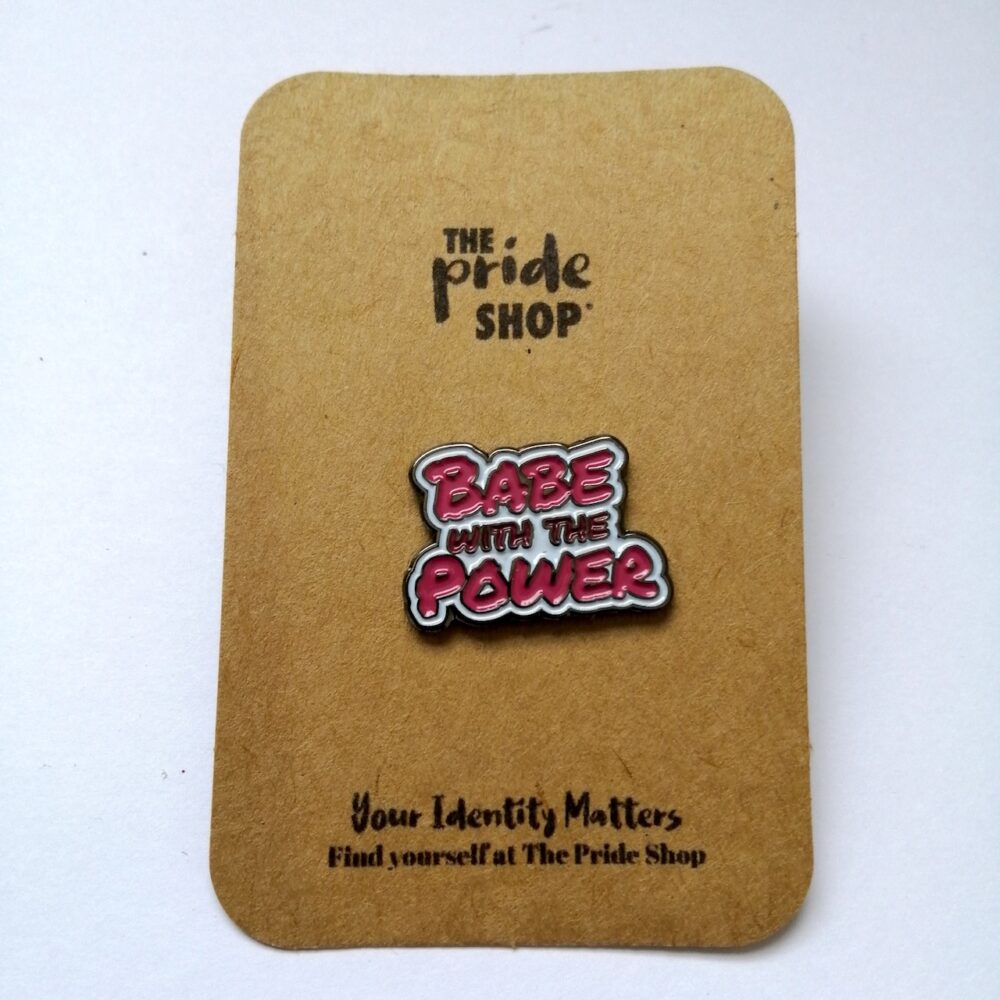 THE
pride
SHOP
BABE
WITH THE
POWER
Your Identity Matters
Find yourself at The Pride Shop